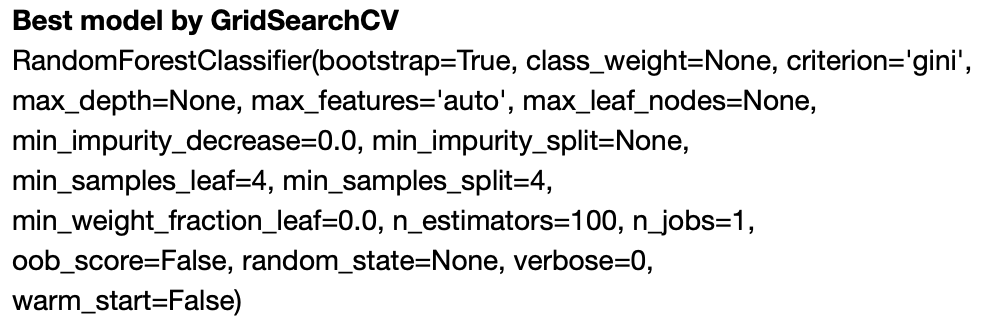 Best model by GridSearchCV
RandomForestClassifier(bootstrap=True, class_weight=None, criterion='gini',
max_depth=None, max_features='auto', max_leaf_nodes=None,
min_impurity_decrease=0.0, min_impurity_split=None,
min_samples_leaf=4, min_samples_split=4,
min_weight_fraction_leaf=0.0, n_estimators=100, n_jobs=1,
oob_score=False, random_state=None, verbose=0,
warm_start=False)